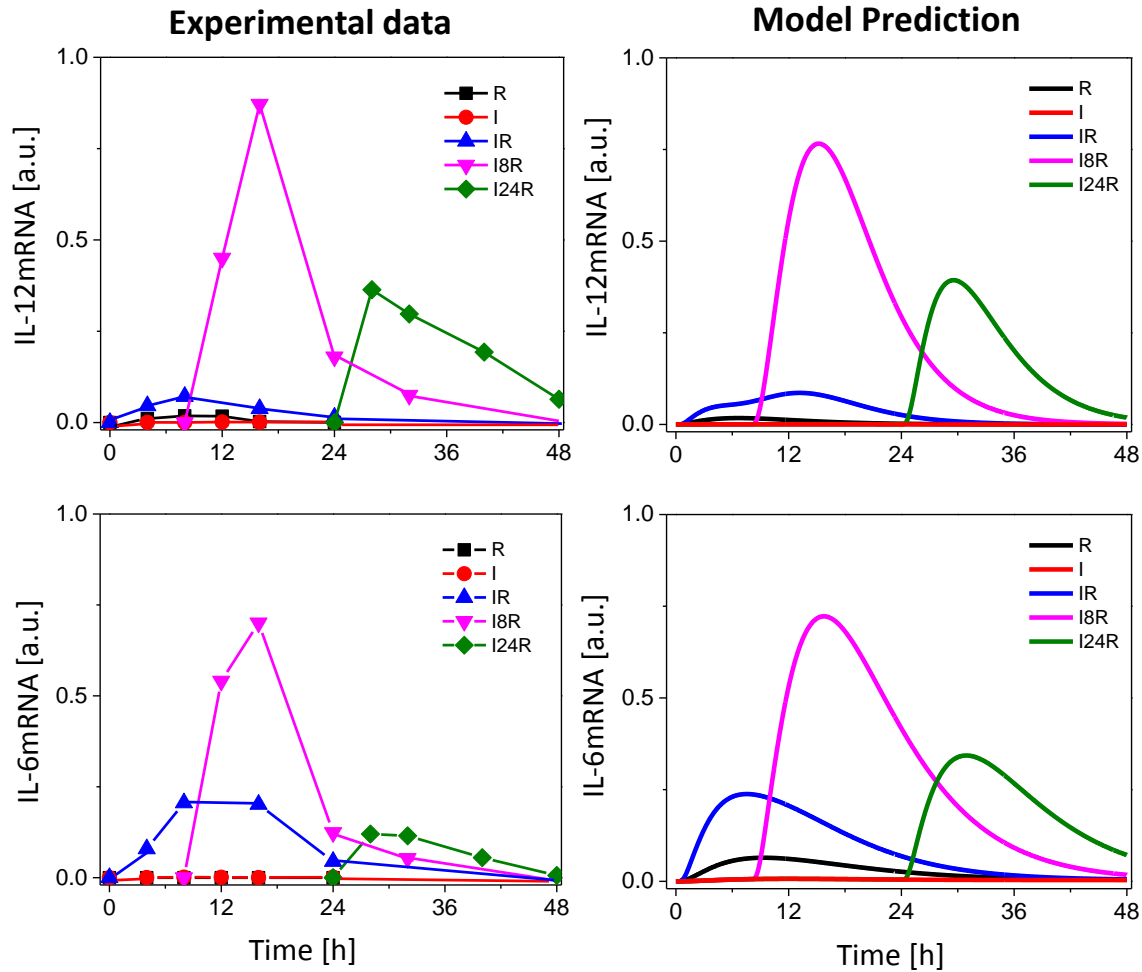 Experimental data
Model Prediction
IL-12mRNA [a.u.]
1.0
0.5
0.0
R
I
IR
I8R
I24R
0 12 24 36 48
IL-12mRNA [a.u.]
1.0
0.5
0.0
R
I
IR
I8R
I24R
0 12 24 36 48
IL-6mRNA [a.u.]
1.0
0.5
0.0
R
I
IR
I8R
I24R
0 12 24 36 48
Time [h]
IL-6mRNA [a.u.]
1.0
0.5
0.0
R
I
IR
I8R
I24R
0 12 24 36 48
Time [h]